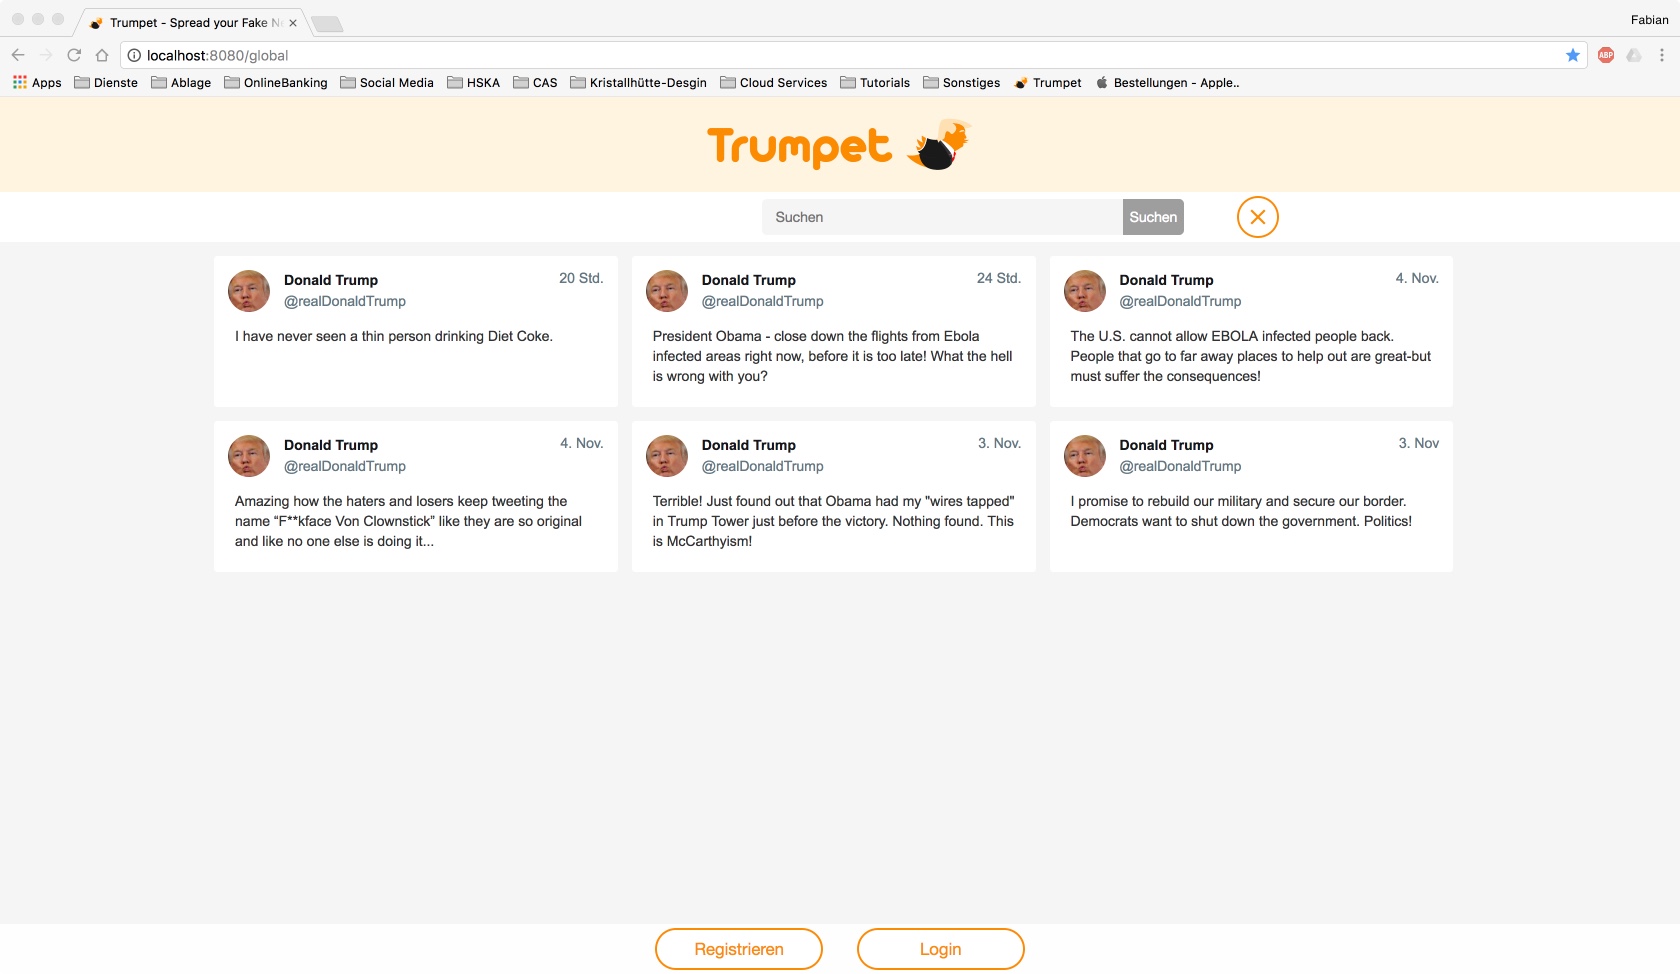 Trumpet - Spread your Fake N
Fabian
localhost:8080/global
ABP
Apps Dienste Ablage OnlineBanking Social Media HSKA CAS Kristallhütte-Desgin Cloud Services Tutorials Sonstiges Trumpet Bestellungen - Apple..
Trumpet
Suchen Suchen
Donald Trump 20 Std.
@realDonaldTrump
I have never seen a thin person drinking Diet Coke.
Donald Trump 24 Std.
@realDonaldTrump
President Obama - close down the flights from Ebola
infected areas right now, before it is too late! What the hell
is wrong with you?
Donald Trump 4. Nov.
@realDonaldTrump
The U.S. cannot allow EBOLA infected people back.
People that go to far away places to help out are great-but
must suffer the consequences!
Donald Trump 4. Nov.
@realDonaldTrump
Amazing how the haters and losers keep tweeting the
name “F**kface Von Clownstick” like they are so original
and like no one else is doing it...
Donald Trump 3. Nov.
@realDonaldTrump
Terrible! Just found out that Obama had my "wires tapped"
in Trump Tower just before the victory. Nothing found. This
is McCarthyism!
Donald Trump 3. Nov
@realDonaldTrump
I promise to rebuild our military and secure our border.
Democrats want to shut down the government. Politics!
Registrieren Login